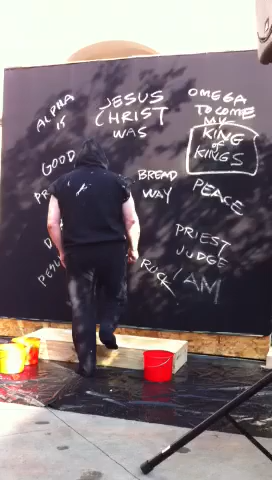 ALPHA
IS
JESUS
CHRIST
WAS
OMEGA
TO COME
MY
KING
of
KINGS
GOOD
BREAD
WAY
PEACE
PRIEST
JUDGE
ROCK
I AM